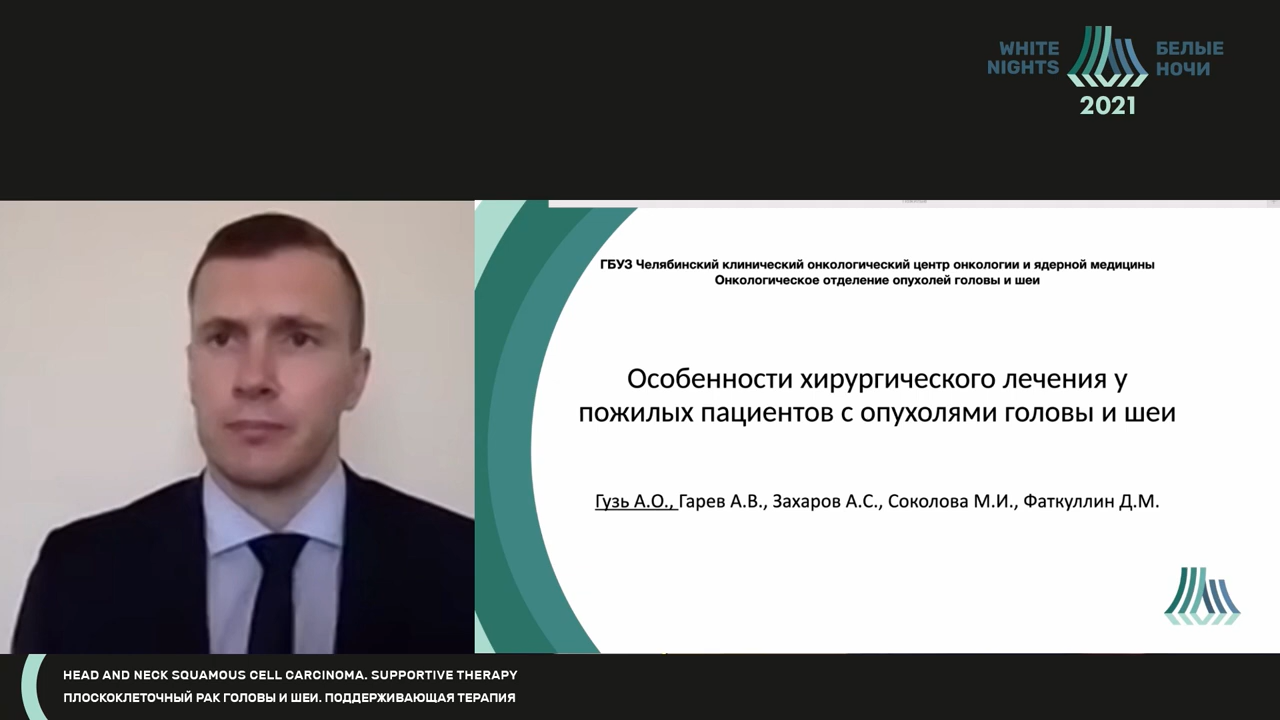 WHITE
NIGHTS
БЕЛЫЕ
НОЧИ
2021
ГБУЗ Челябинский клинический онкологический центр онкологии и ядерной медицины
Онкологическое отделение опухолей головы и шеи
Особенности хирургического лечения у
пожилых пациентов с опухолями головы и шеи
Гузь А.О., Гарев А.В., Захаров А.С., Соколова М.И., Фаткуллин Д.М.
HEAD AND NECK SQUAMOUS CELL CARCINOMA. SUPPORTIVE THERAPY
ПЛОСКОКЛЕТОЧНЫЙ РАК ГОЛОВЫ И ШЕИ. ПОДДЕРЖИВАЮЩАЯ ТЕРАПИЯ